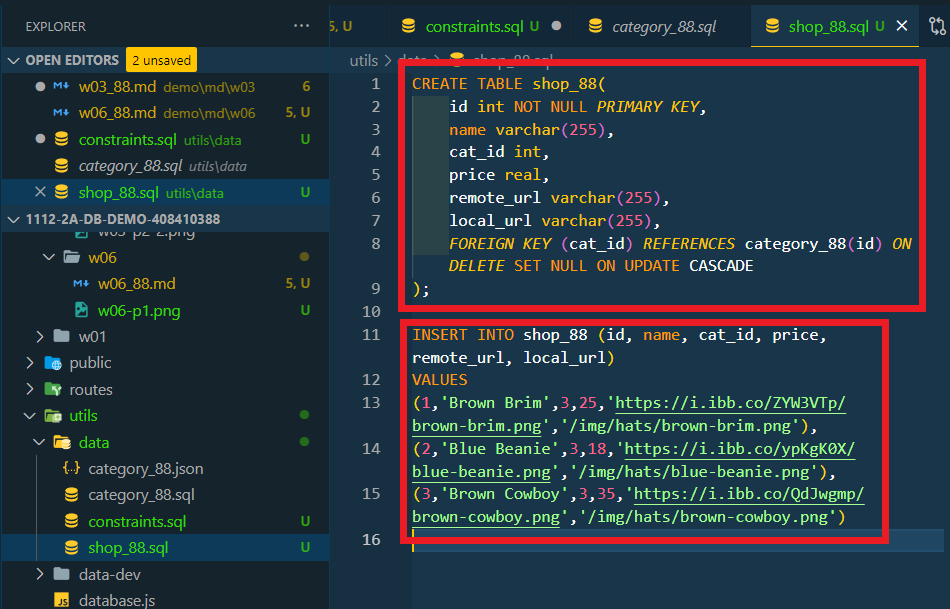 EXPLORER
OPEN EDITORS 2 unsaved
w03_88.md demo\md\w03 6
w06_88.md demo\md\w06 5, U
constraints.sql utils\data U
category_88.sql utils\data
shop_88.sql utils\data U
1112-2A-DB-DEMO-408410388
w03-p2-2.png
w06
w06_88.md 5, U
w06-p1.png U
w01
public
routes
utils
data
category_88.json
category_88.sql
constraints.sql U
shop_88.sql U
data-dev
database.js
5, U constraints.sql U category_88.sql shop_88.sql U
utils > data > shop_88.sql
1 CREATE TABLE shop_88(
2 id int NOT NULL PRIMARY KEY,
3 name varchar(255),
4 cat_id int,
5 price real,
6 remote_url varchar(255),
7 local_url varchar(255),
8 FOREIGN KEY (cat_id) REFERENCES category_88(id) ON
DELETE SET NULL ON UPDATE CASCADE
9 );
10
11 INSERT INTO shop_88 (id, name, cat_id, price,
remote_url, local_url)
12 VALUES
13 (1,'Brown Brim',3,25,'https://i.ibb.co/ZYW3VTp/
brown-brim.png','/img/hats/brown-brim.png'),
14 (2,'Blue Beanie',3,18,'https://i.ibb.co/ypKgK0X/
blue-beanie.png','/img/hats/blue-beanie.png'),
15 (3,'Brown Cowboy',3,35,'https://i.ibb.co/QdJwgmp/
brown-cowboy.png','/img/hats/brown-cowboy.png')
16